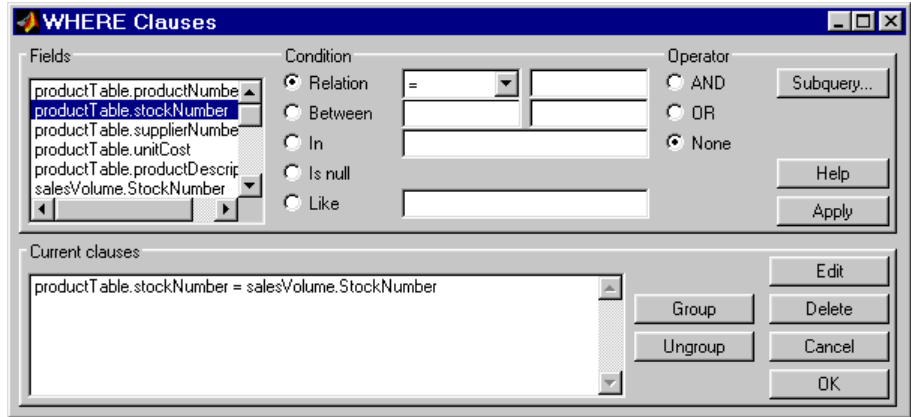 WHERE Clauses
Fields
productTable.productNumbe
productTable.stockNumber
productTable.supplierNumbe
productTable.unitCost
productTable.productDescrip
salesVolume.StockNumber
Condition
Relation =
Between
In
Is null
Like
Operator
AND
OR
None
Subquery...
Help
Apply
Current clauses
productTable.stockNumber = salesVolume.StockNumber
Group
Ungroup
Edit
Delete
Cancel
OK